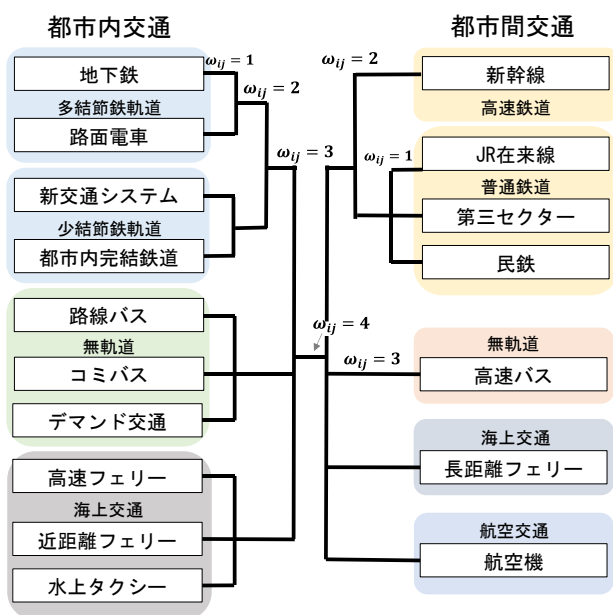 都市内交通
ω_ij = 1
地下鉄
ω_ij = 2
多結節鉄軌道
路面電車
ω_ij = 3
新交通システム
少結節鉄軌道
都市内完結鉄道
路線バス
無軌道
コミバス
デマンド交通
高速フェリー
海上交通
近距離フェリー
水上タクシー
ω_ij = 4
都市間交通
ω_ij = 2
新幹線
高速鉄道
ω_ij = 1
JR在来線
普通鉄道
第三セクター
民鉄
無軌道
ω_ij = 3
高速バス
海上交通
長距離フェリー
航空交通
航空機